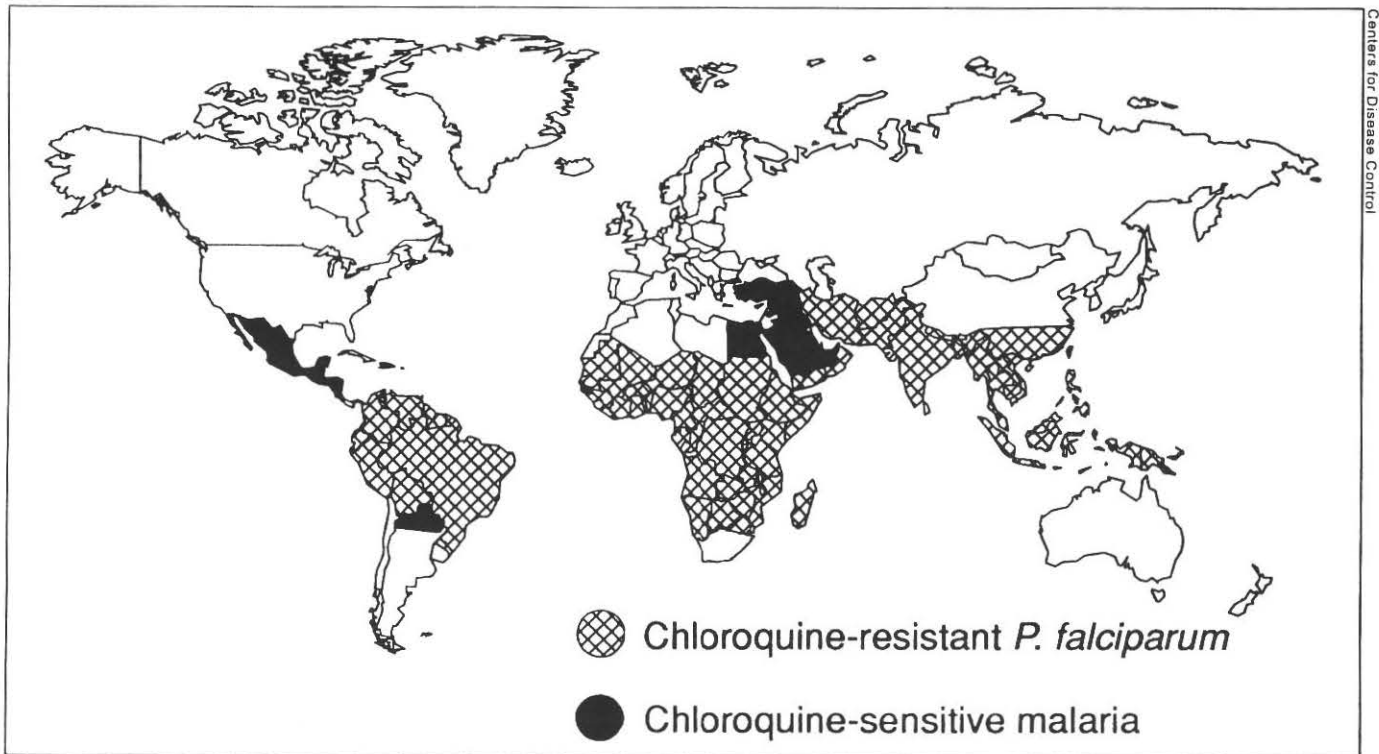 Centers for Disease Control
Chloroquine-resistant P. falciparum
Chloroquine-sensitive malaria